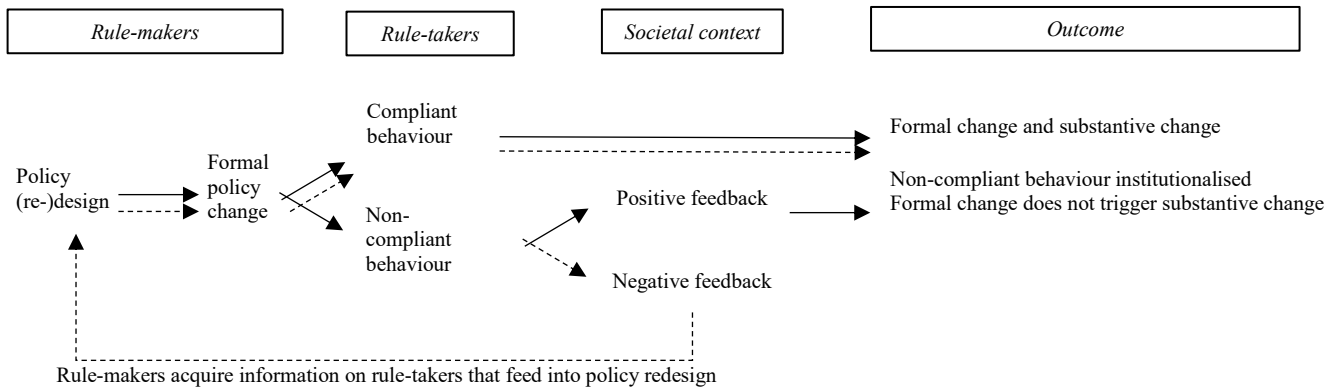 Rule-makers
Rule-takers
Societal context
Outcome
Policy
(re-)design
Formal
policy
change
Compliant
behaviour
Non-
compliant
behaviour
Positive feedback
Negative feedback
Formal change and substantive change
Non-compliant behaviour institutionalised
Formal change does not trigger substantive change
Rule-makers acquire information on rule-takers that feed into policy redesign